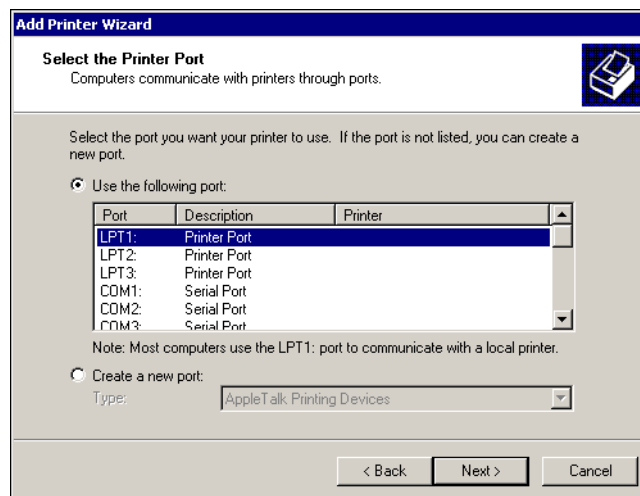 Add Printer Wizard
Select the Printer Port
Computers communicate with printers through ports.
Select the port you want your printer to use. If the port is not listed, you can create a
new port.
Use the following port:
Port Description Printer
LPT1: Printer Port
LPT2: Printer Port
LPT3: Printer Port
COM1: Serial Port
COM2: Serial Port
COM3: Serial Port
Note: Most computers use the LPT1: port to communicate with a local printer.
Create a new port:
Type: AppleTalk Printing Devices
< Back Next > Cancel